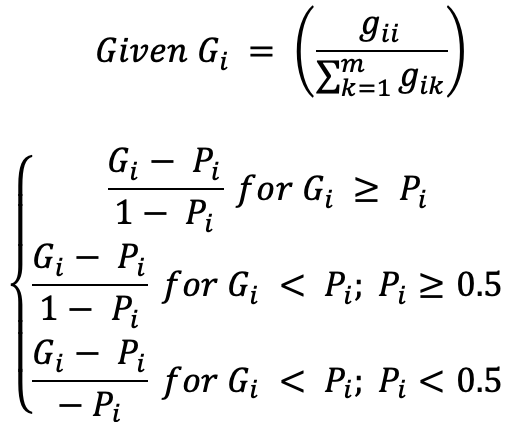 Given G_i = ( g_ii / Σ_{k=1}^{m} g_ik )
(G_i − P_i) / (1 − P_i) for G_i ≥ P_i
(G_i − P_i) / (1 − P_i) for G_i < P_i; P_i ≥ 0.5
(G_i − P_i) / (− P_i) for G_i < P_i; P_i < 0.5